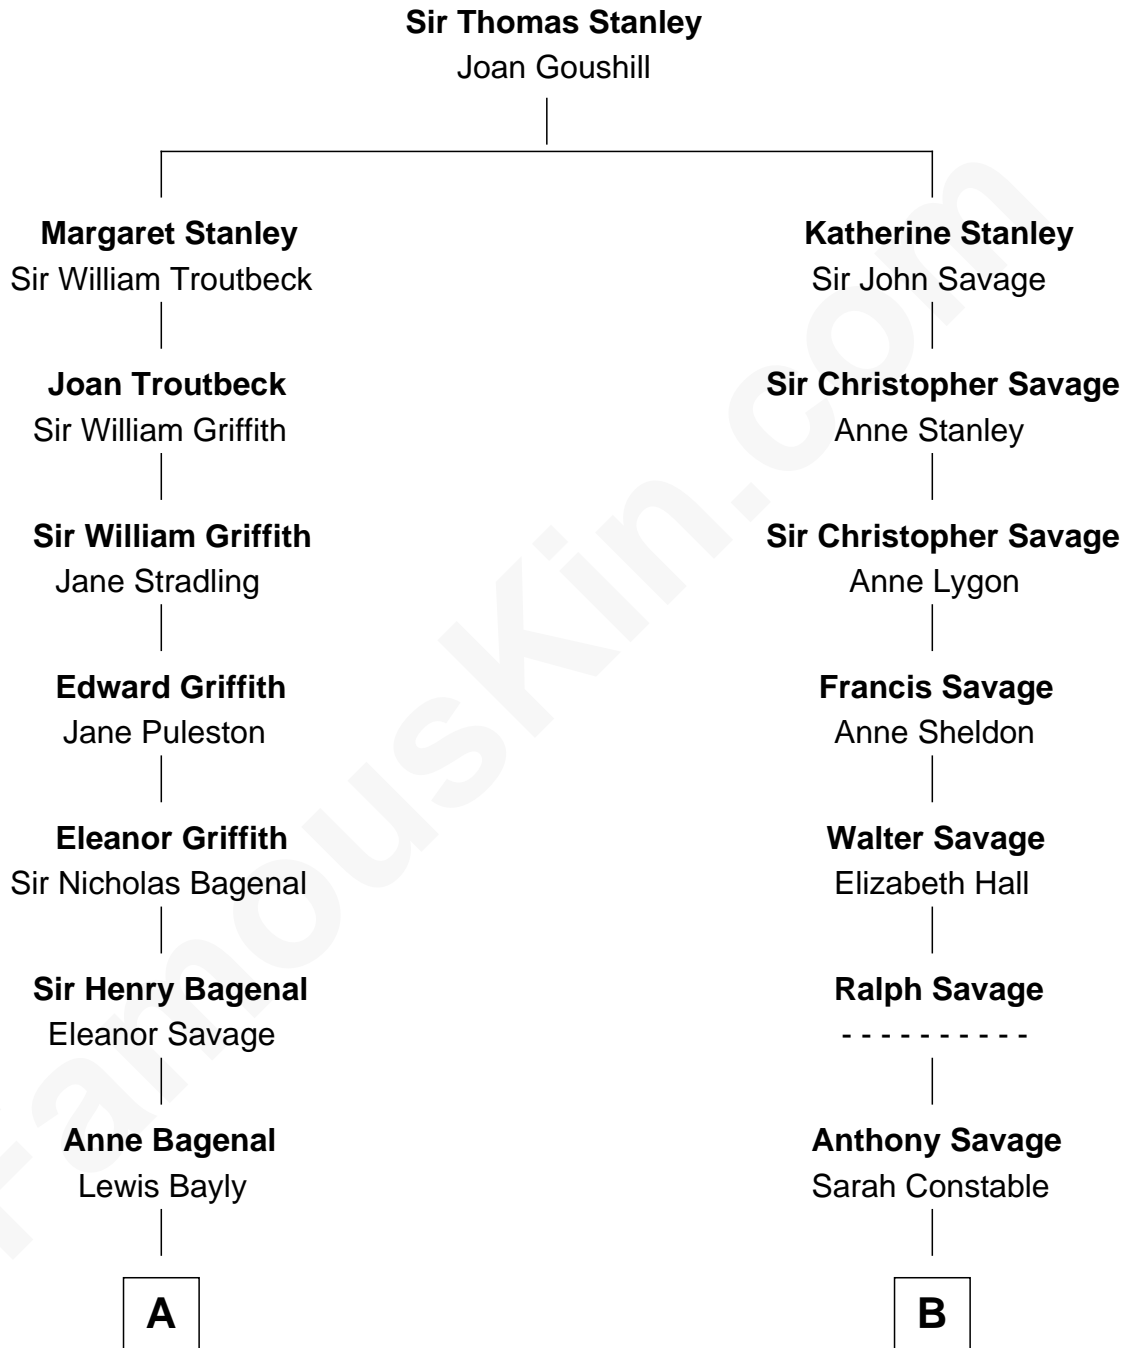 Sir Thomas Stanley
Joan Goushill
Margaret Stanley
Sir William Troutbeck
Katherine Stanley
Sir John Savage
Joan Troutbeck
Sir William Griffith
Sir Christopher Savage
Anne Stanley
Sir William Griffith
Jane Stradling
Sir Christopher Savage
Anne Lygon
Edward Griffith
Jane Puleston
Francis Savage
Anne Sheldon
Eleanor Griffith
Sir Nicholas Bagenal
Walter Savage
Elizabeth Hall
Sir Henry Bagenal
Eleanor Savage
Ralph Savage
- - - - - - - - - -
Anne Bagenal
Lewis Bayly
Anthony Savage
Sarah Constable
A
B
FamousKin.com